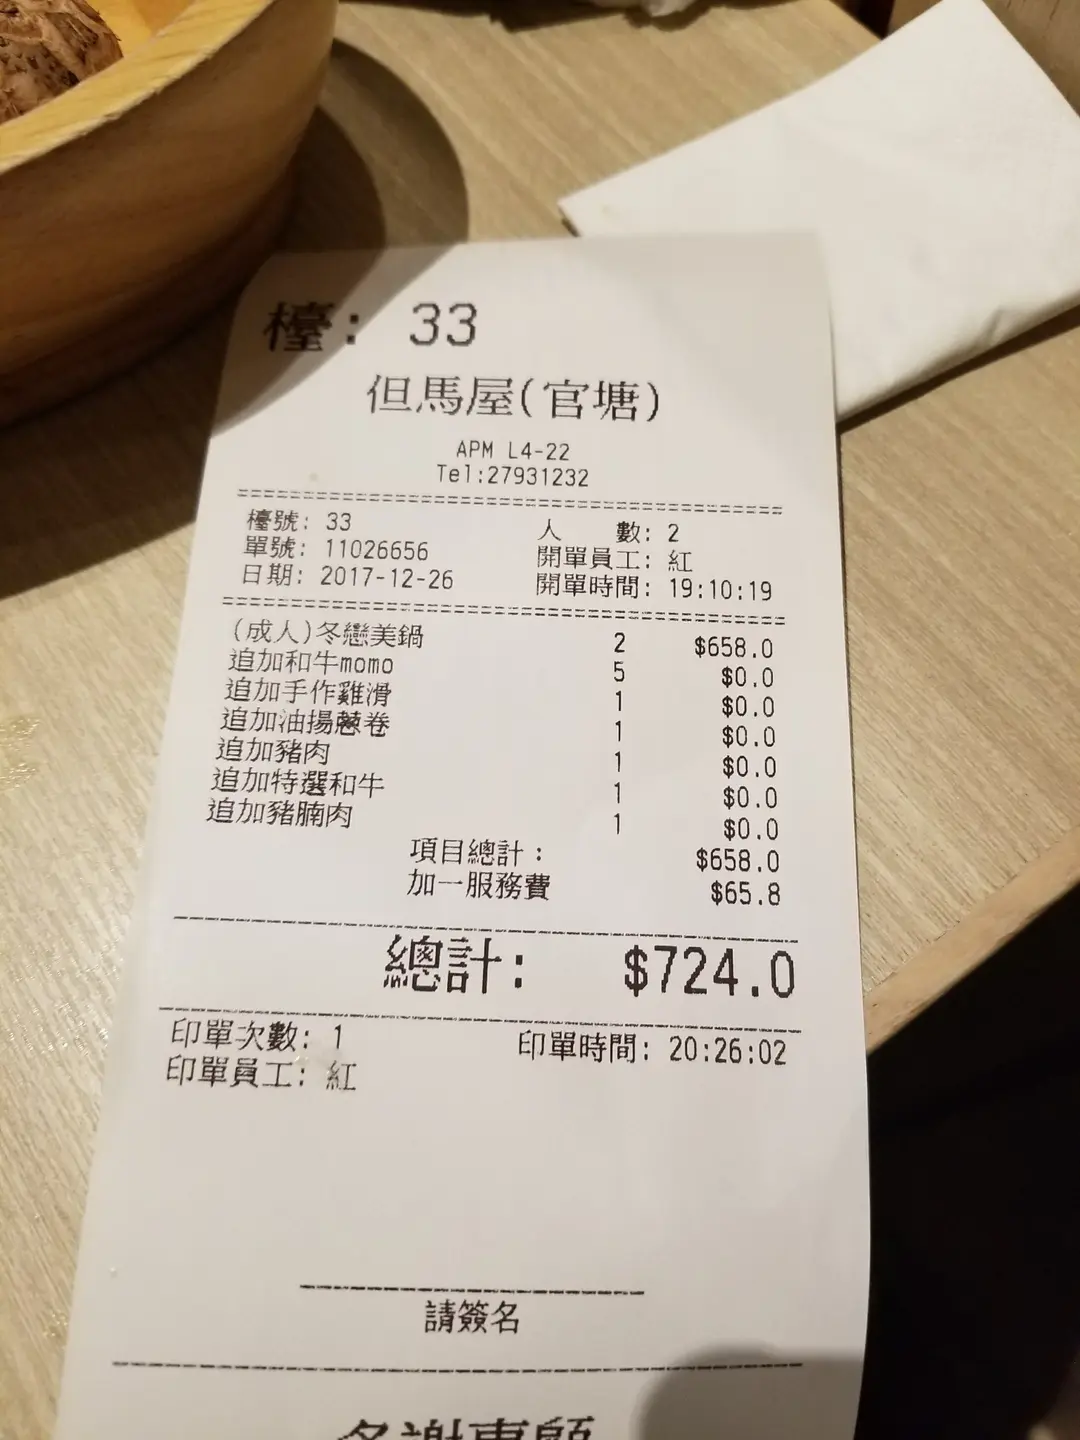 檯: 33
但馬屋(官塘)
APM L4-22
Tel:27931232
檯號: 33 人 數: 2
單號: 11026656 開單員工: 紅
日期: 2017-12-26 開單時間: 19:10:19
(成人)冬戀美鍋 2 $658.0
追加和牛momo 5 $0.0
追加手作雞滑 1 $0.0
追加油揚蔥卷 1 $0.0
追加豬肉 1 $0.0
追加特選和牛 1 $0.0
追加豬腩肉 1 $0.0
項目總計: $658.0
加一服務費 $65.8
總計: $724.0
印單次數: 1 印單時間: 20:26:02
印單員工: 紅
請簽名
多謝惠顧